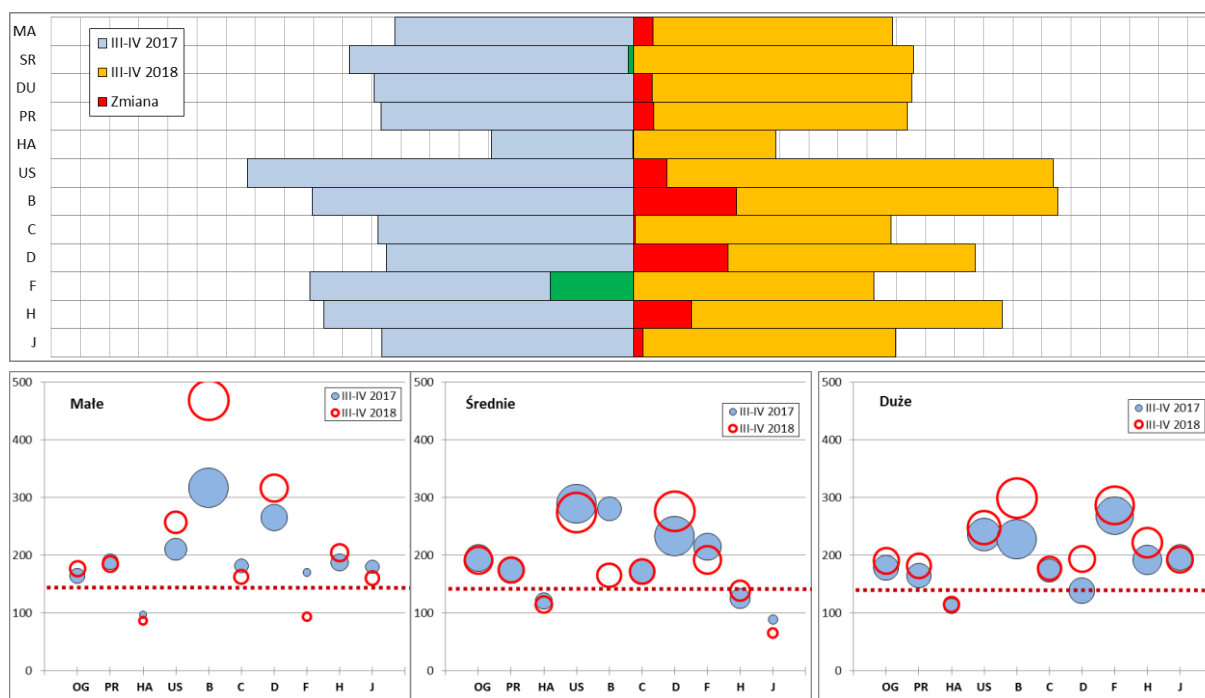 MA
SR
DU
PR
HA
US
B
C
D
F
H
J
III-IV 2017
III-IV 2018
Zmiana
Małe
III-IV 2017
III-IV 2018
500
400
300
200
100
0
OG PR HA US B C D F H J
Średnie
III-IV 2017
III-IV 2018
500
400
300
200
100
0
OG PR HA US B C D F H J
Duże
III-IV 2017
III-IV 2018
500
400
300
200
100
0
OG PR HA US B C D F H J